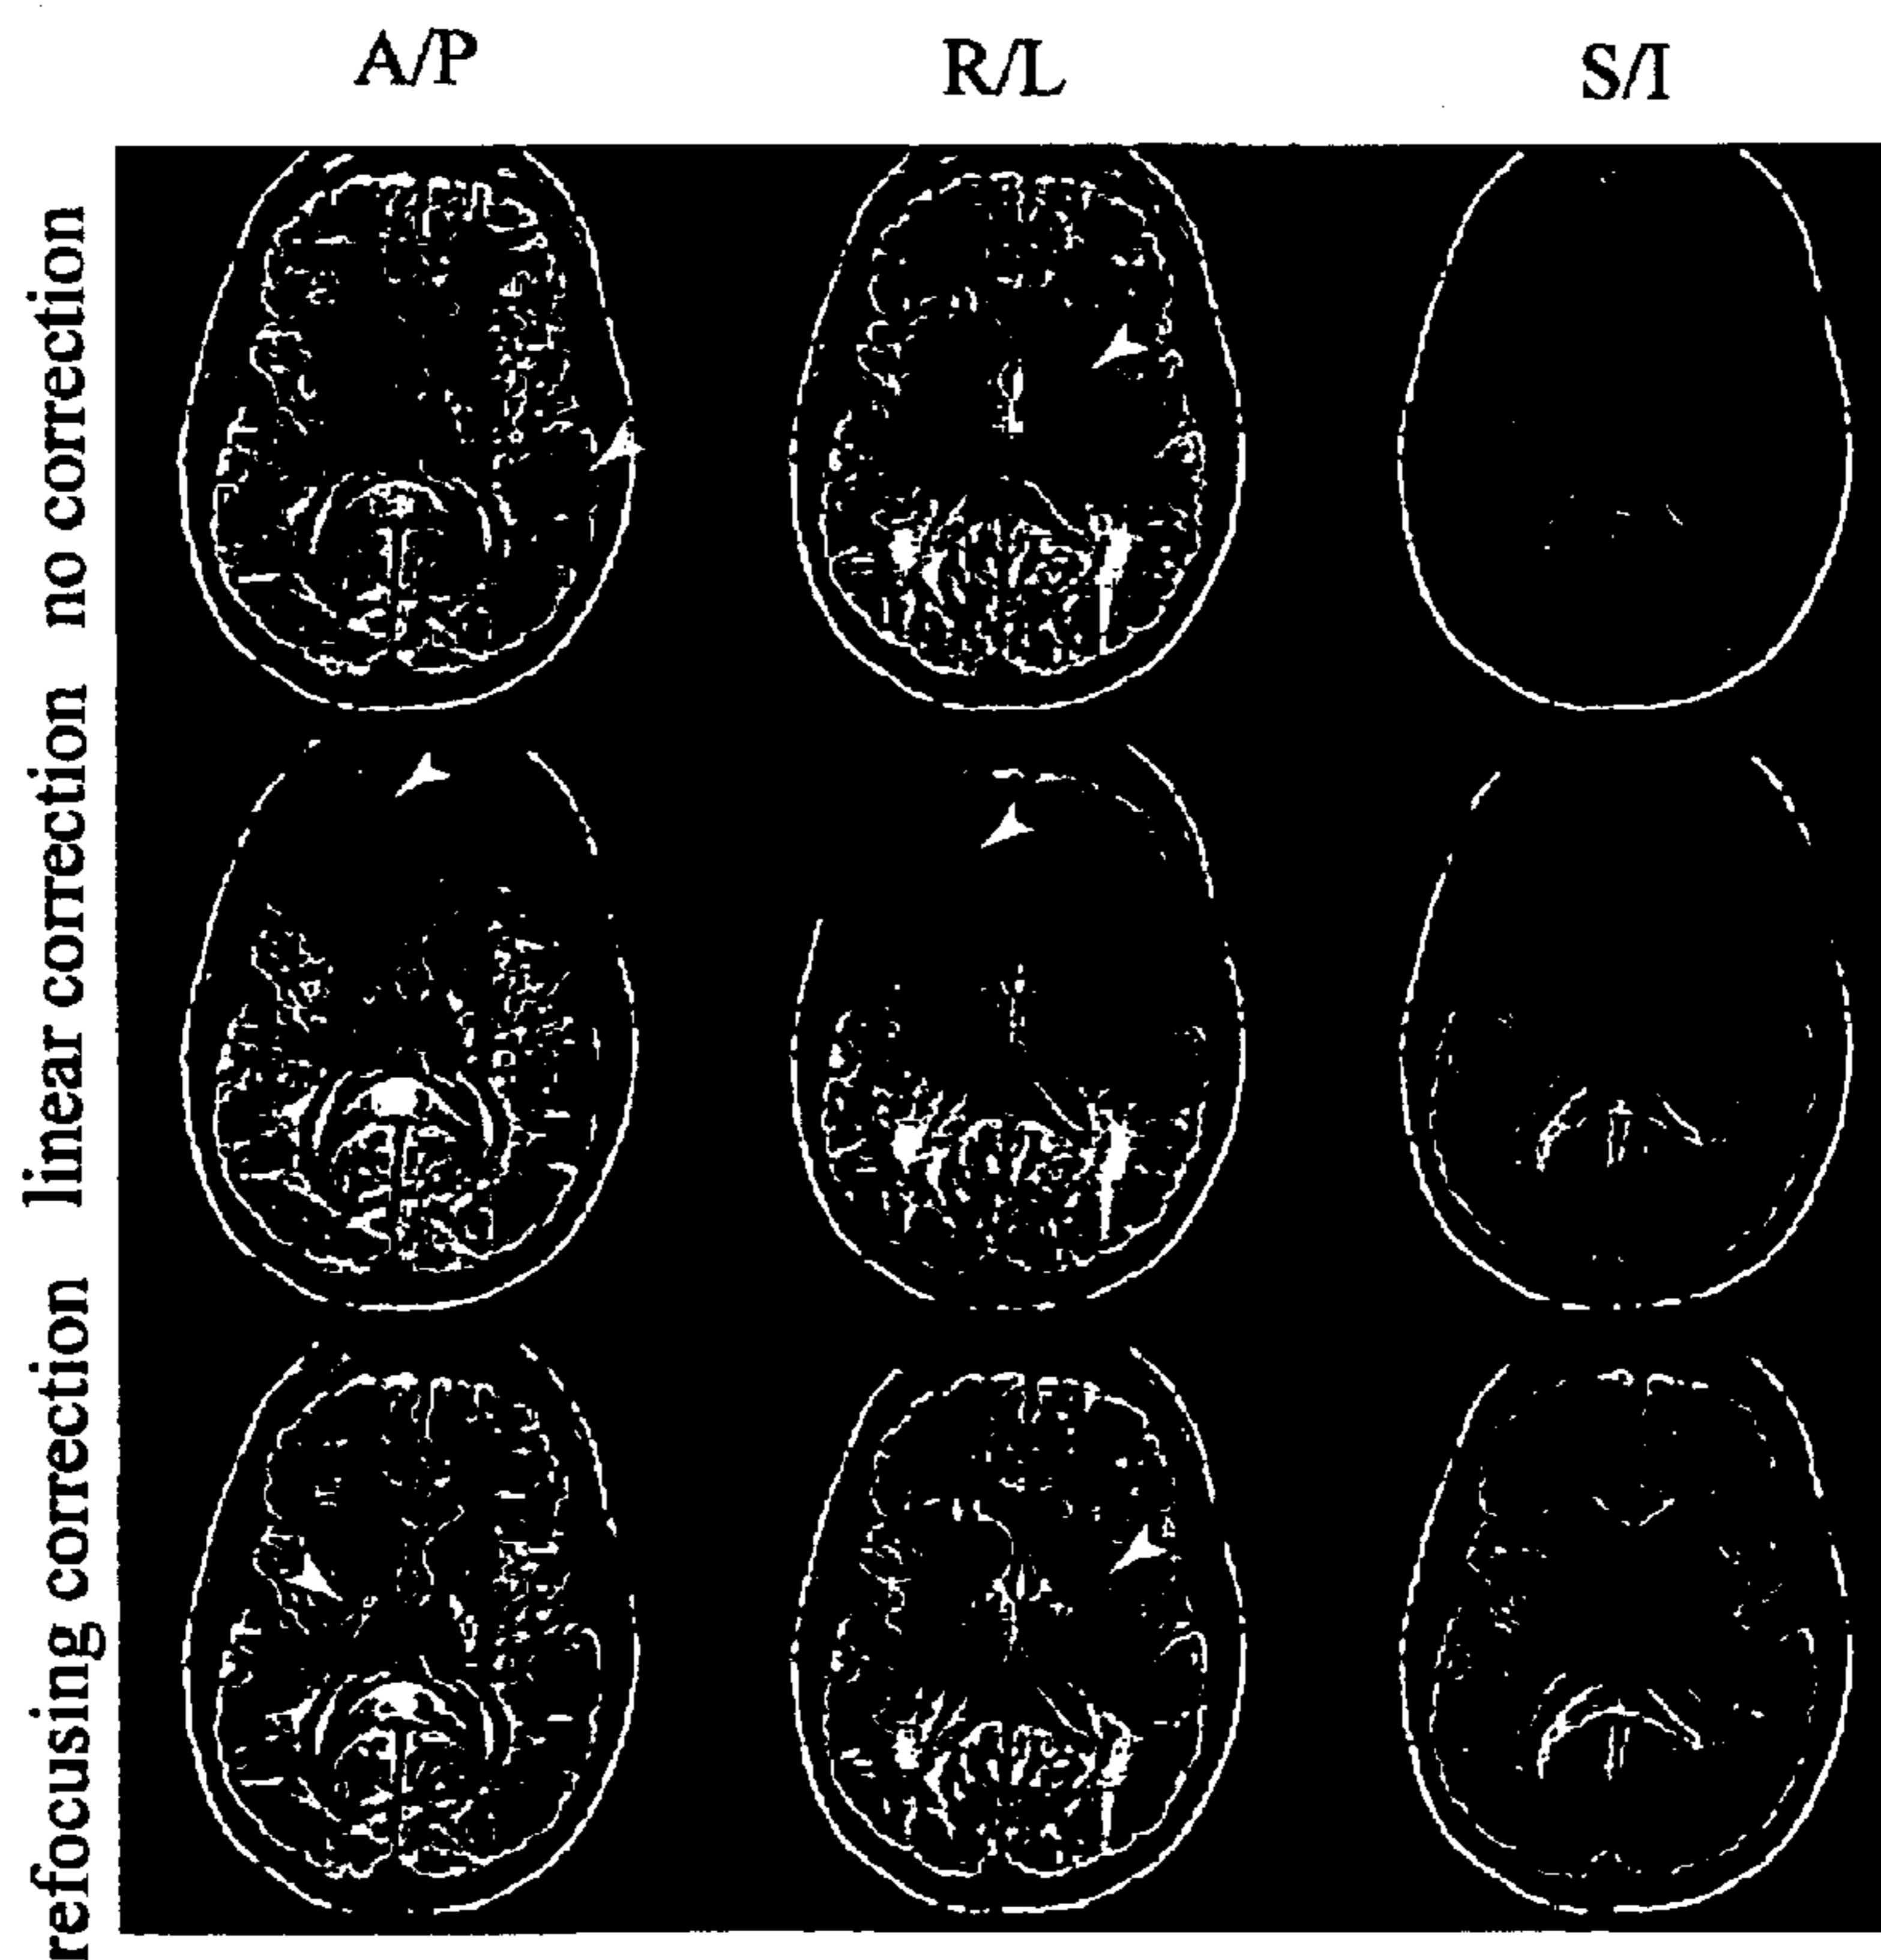 A/P R/L S/I
no correction
linear correction
refocusing correction